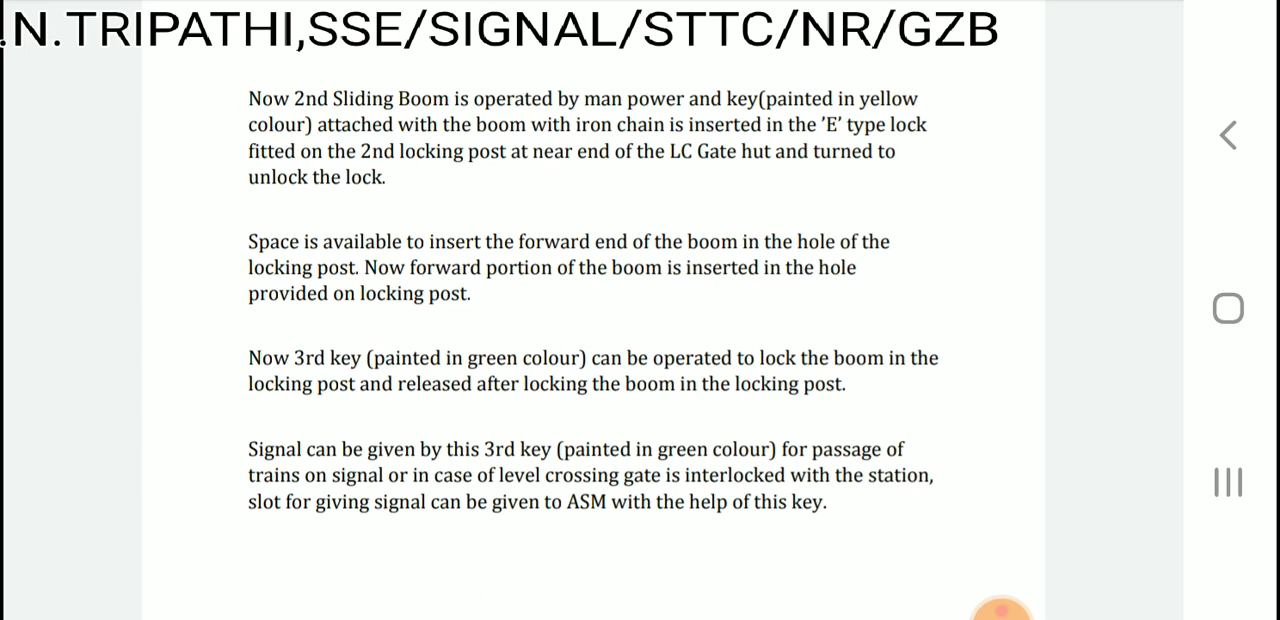 .N.TRIPATHI,SSE/SIGNAL/STTC/NR/GZB
Now 2nd Sliding Boom is operated by man power and key(painted in yellow
colour) attached with the boom with iron chain is inserted in the 'E' type lock
fitted on the 2nd locking post at near end of the LC Gate hut and turned to
unlock the lock.
Space is available to insert the forward end of the boom in the hole of the
locking post. Now forward portion of the boom is inserted in the hole
provided on locking post.
Now 3rd key (painted in green colour) can be operated to lock the boom in the
locking post and released after locking the boom in the locking post.
Signal can be given by this 3rd key (painted in green colour) for passage of
trains on signal or in case of level crossing gate is interlocked with the station,
slot for giving signal can be given to ASM with the help of this key.